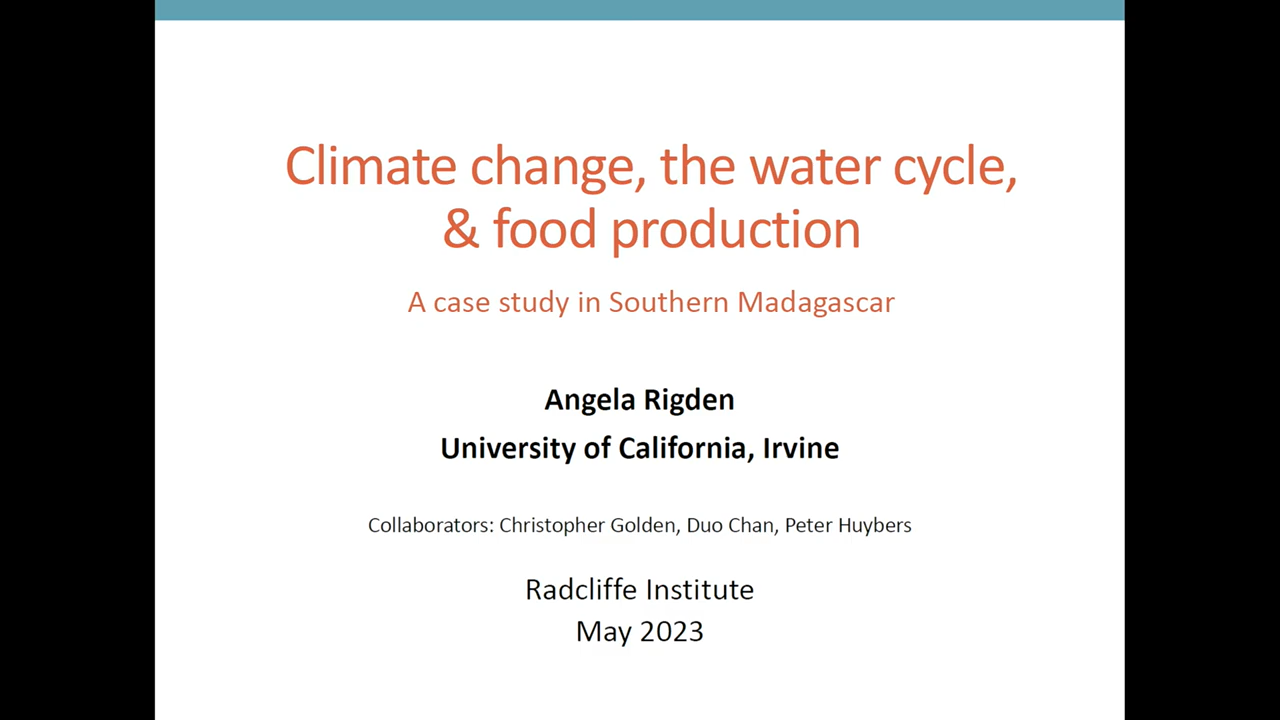 Climate change, the water cycle,
& food production
A case study in Southern Madagascar
Angela Rigden
University of California, Irvine
Collaborators: Christopher Golden, Duo Chan, Peter Huybers
Radcliffe Institute
May 2023